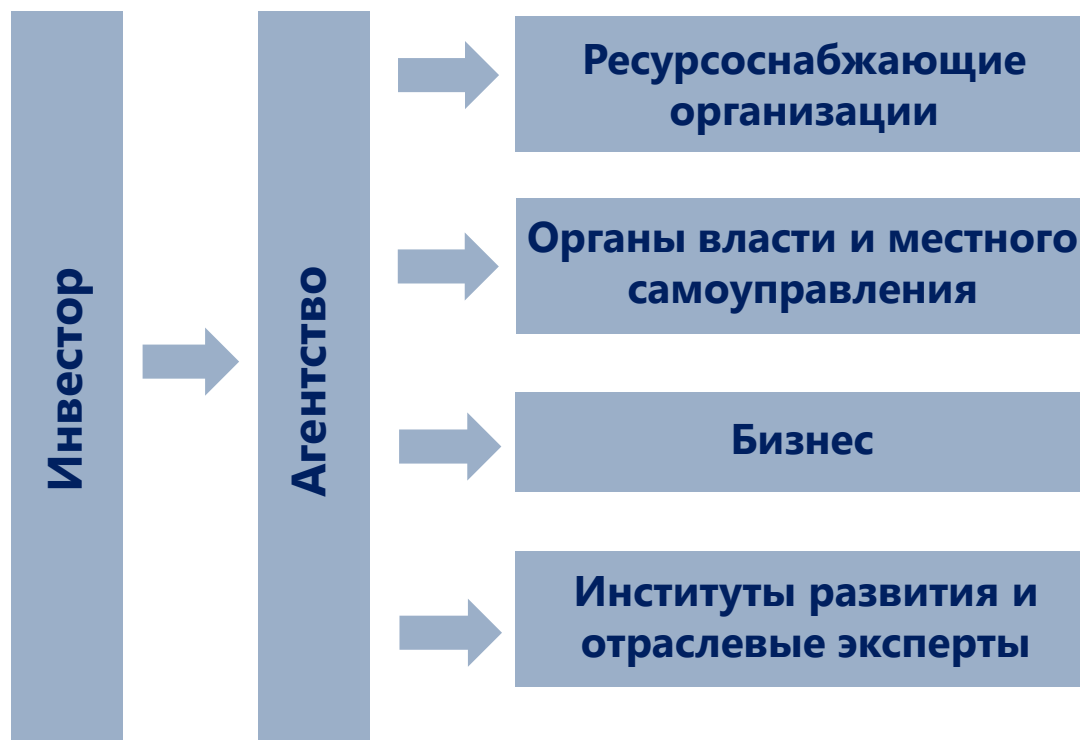 Инвестор
Агентство
Ресурсоснабжающие
организации
Органы власти и местного
самоуправления
Бизнес
Институты развития и
отраслевые эксперты